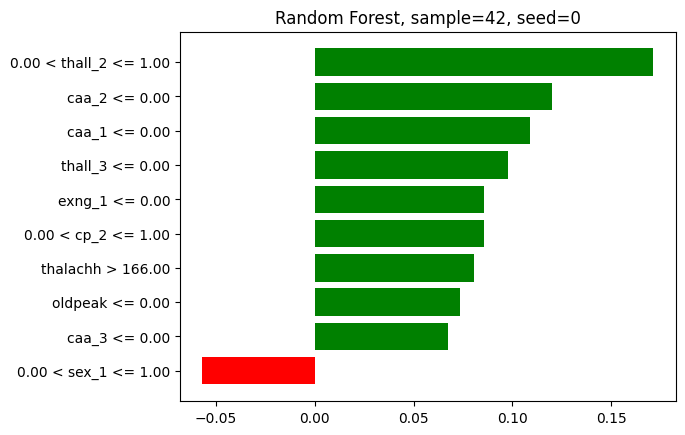 Random Forest, sample=42, seed=0
0.00 < thall_2 <= 1.00
caa_2 <= 0.00
caa_1 <= 0.00
thall_3 <= 0.00
exng_1 <= 0.00
0.00 < cp_2 <= 1.00
thalachh > 166.00
oldpeak <= 0.00
caa_3 <= 0.00
0.00 < sex_1 <= 1.00
−0.05 0.00 0.05 0.10 0.15